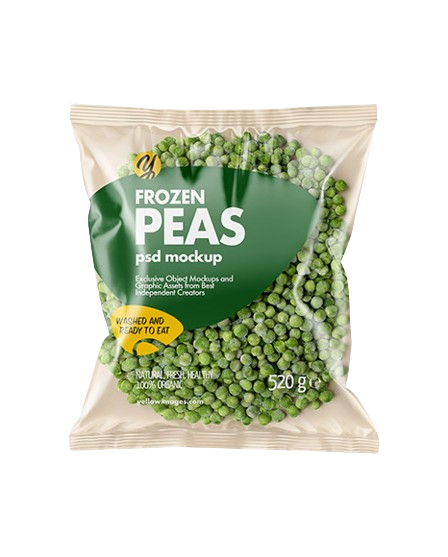 FROZEN
PEAS
psd mockup
Exclusive Object Mockups and
Graphic Assets from Best
Independent Creators
WASHED AND
READY TO EAT
NATURAL, FRESH, HEALTHY
100% ORGANIC
520 g ℮
yellowimages.com